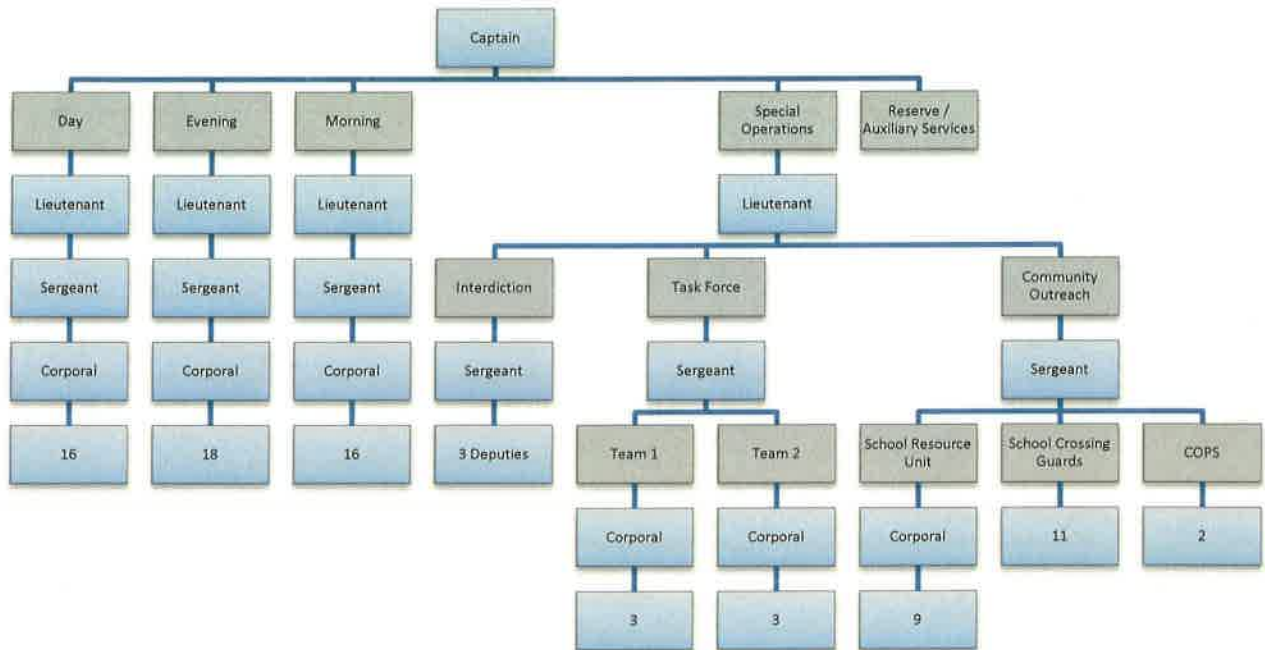 Captain
Day
Evening
Morning
Special
Operations
Reserve /
Auxiliary Services
Lieutenant
Lieutenant
Lieutenant
Lieutenant
Sergeant
Sergeant
Sergeant
Interdiction
Task Force
Community
Outreach
Corporal
Corporal
Corporal
Sergeant
Sergeant
Sergeant
16
18
16
3 Deputies
Team 1
Team 2
School Resource
Unit
School Crossing
Guards
COPS
Corporal
Corporal
Corporal
11
2
3
3
9